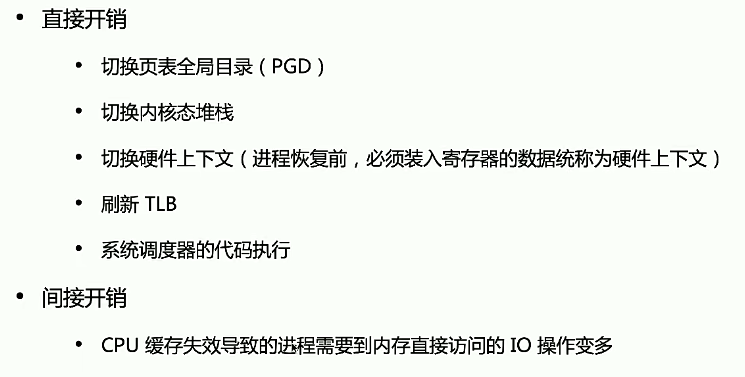 • 直接开销
• 切换页表全局目录（PGD）
• 切换内核态堆栈
• 切换硬件上下文（进程恢复前，必须装入寄存器的数据统称为硬件上下文）
• 刷新 TLB
• 系统调度器的代码执行
• 间接开销
• CPU 缓存失效导致的进程需要到内存直接访问的 IO 操作变多